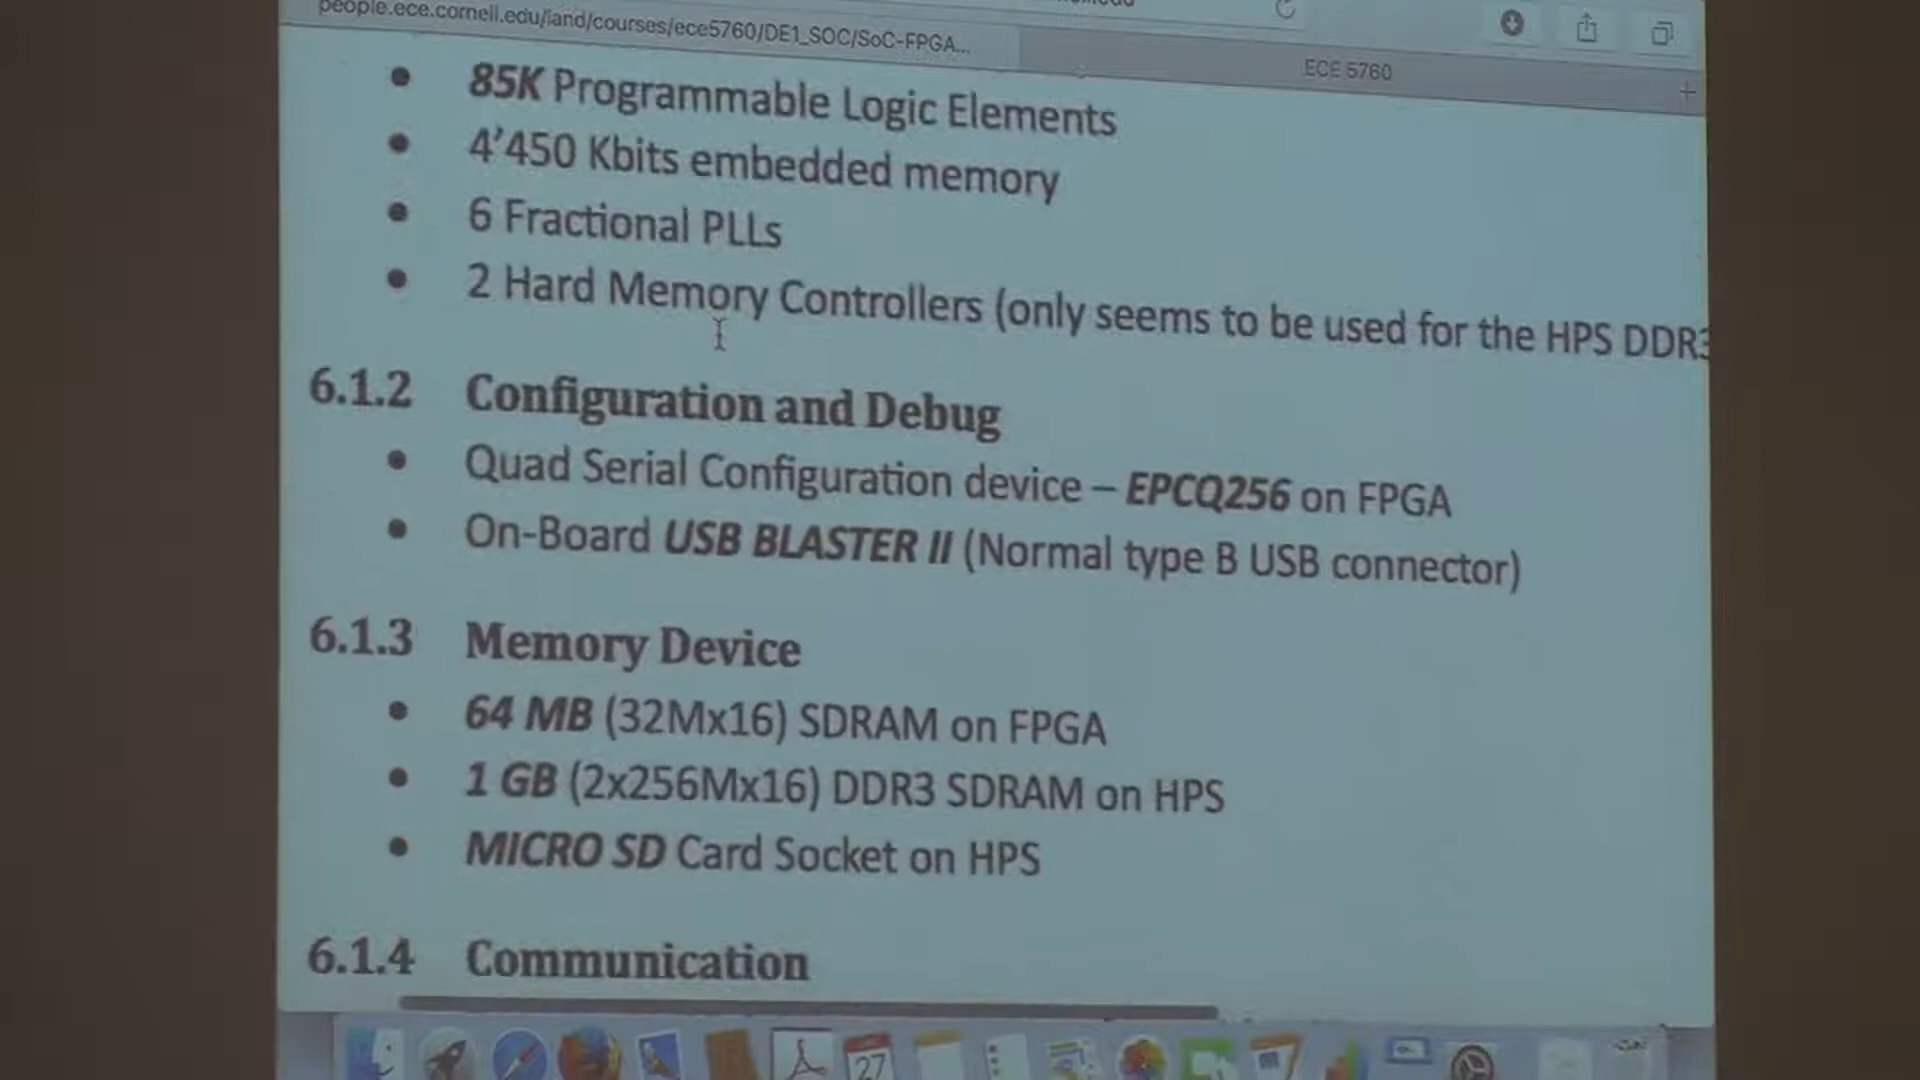 people.ece.cornell.edu/land/courses/ece5760/DE1_SOC/SoC-FPGA...
ECE 5760
• 85K Programmable Logic Elements
• 4'450 Kbits embedded memory
• 6 Fractional PLLs
• 2 Hard Memory Controllers (only seems to be used for the HPS DDR3
6.1.2 Configuration and Debug
• Quad Serial Configuration device – EPCQ256 on FPGA
• On-Board USB BLASTER II (Normal type B USB connector)
6.1.3 Memory Device
• 64 MB (32Mx16) SDRAM on FPGA
• 1 GB (2x256Mx16) DDR3 SDRAM on HPS
• MICRO SD Card Socket on HPS
6.1.4 Communication
27